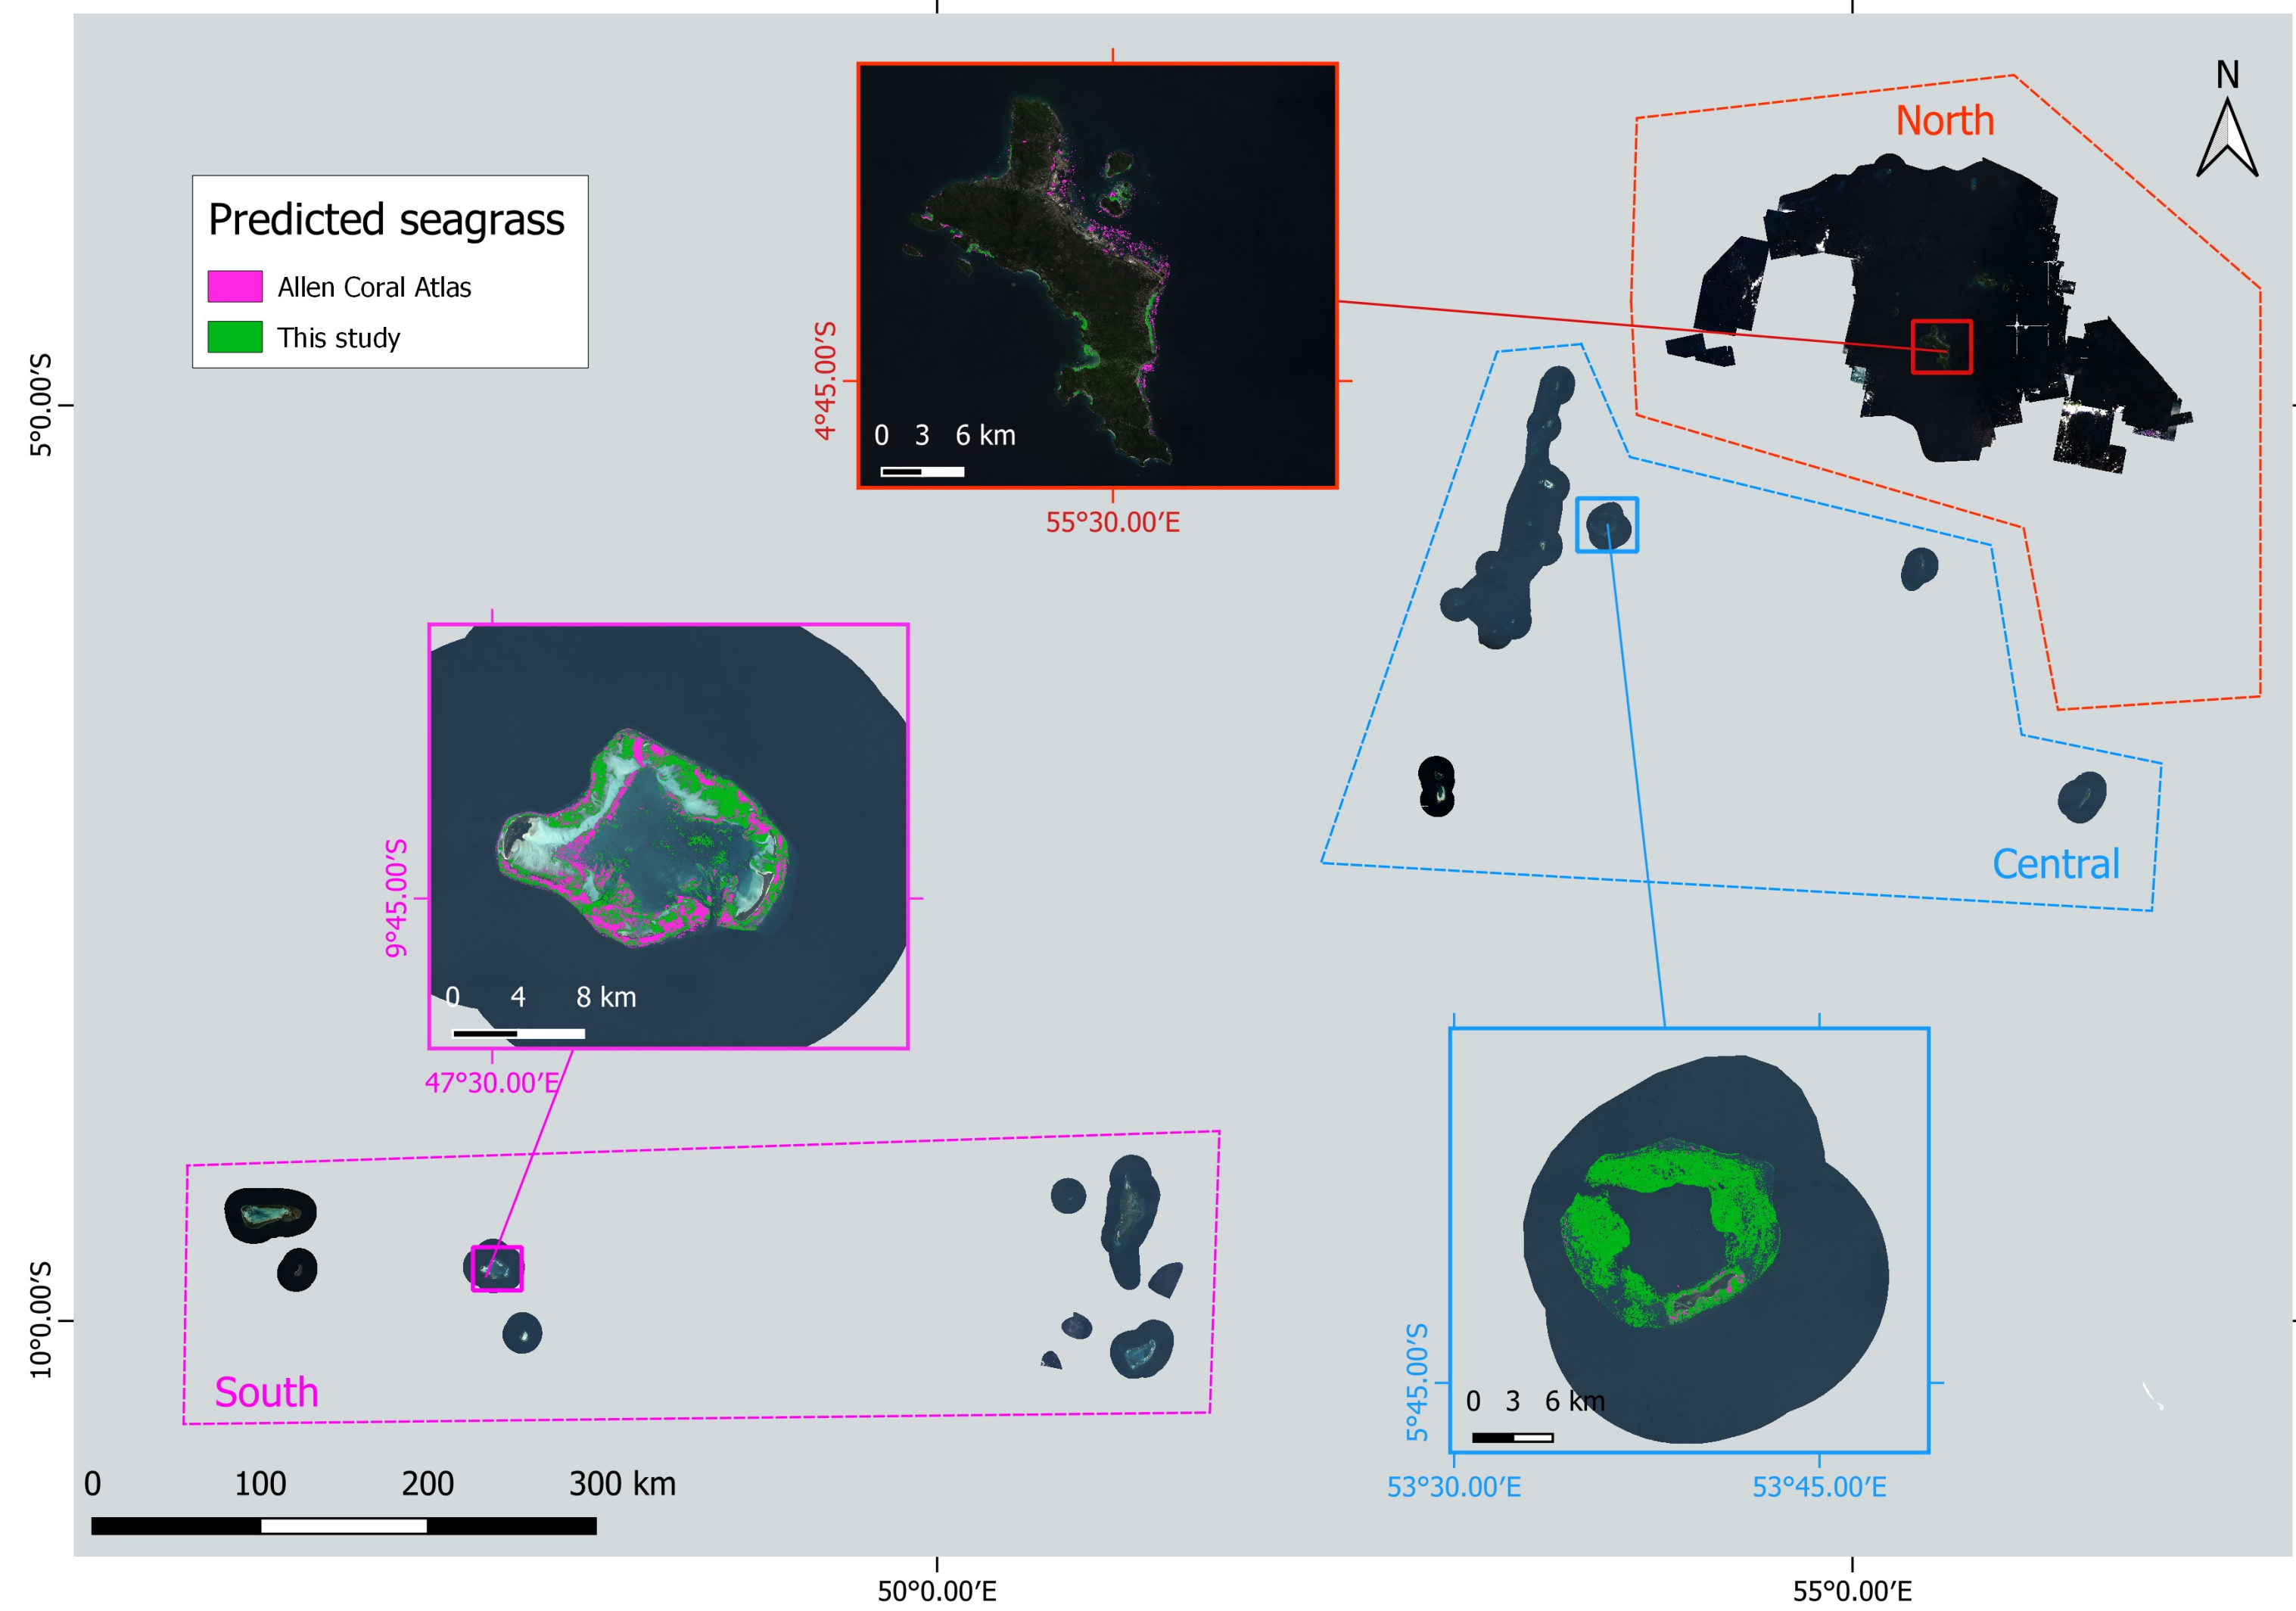 N
North
Predicted seagrass
Allen Coral Atlas
This study
5°0.00′S
4°45.00′S
0 3 6 km
55°30.00′E
9°45.00′S
0 4 8 km
47°30.00′E
Central
10°0.00′S
South
5°45.00′S
0 3 6 km
53°30.00′E 53°45.00′E
0 100 200 300 km
50°0.00′E 55°0.00′E